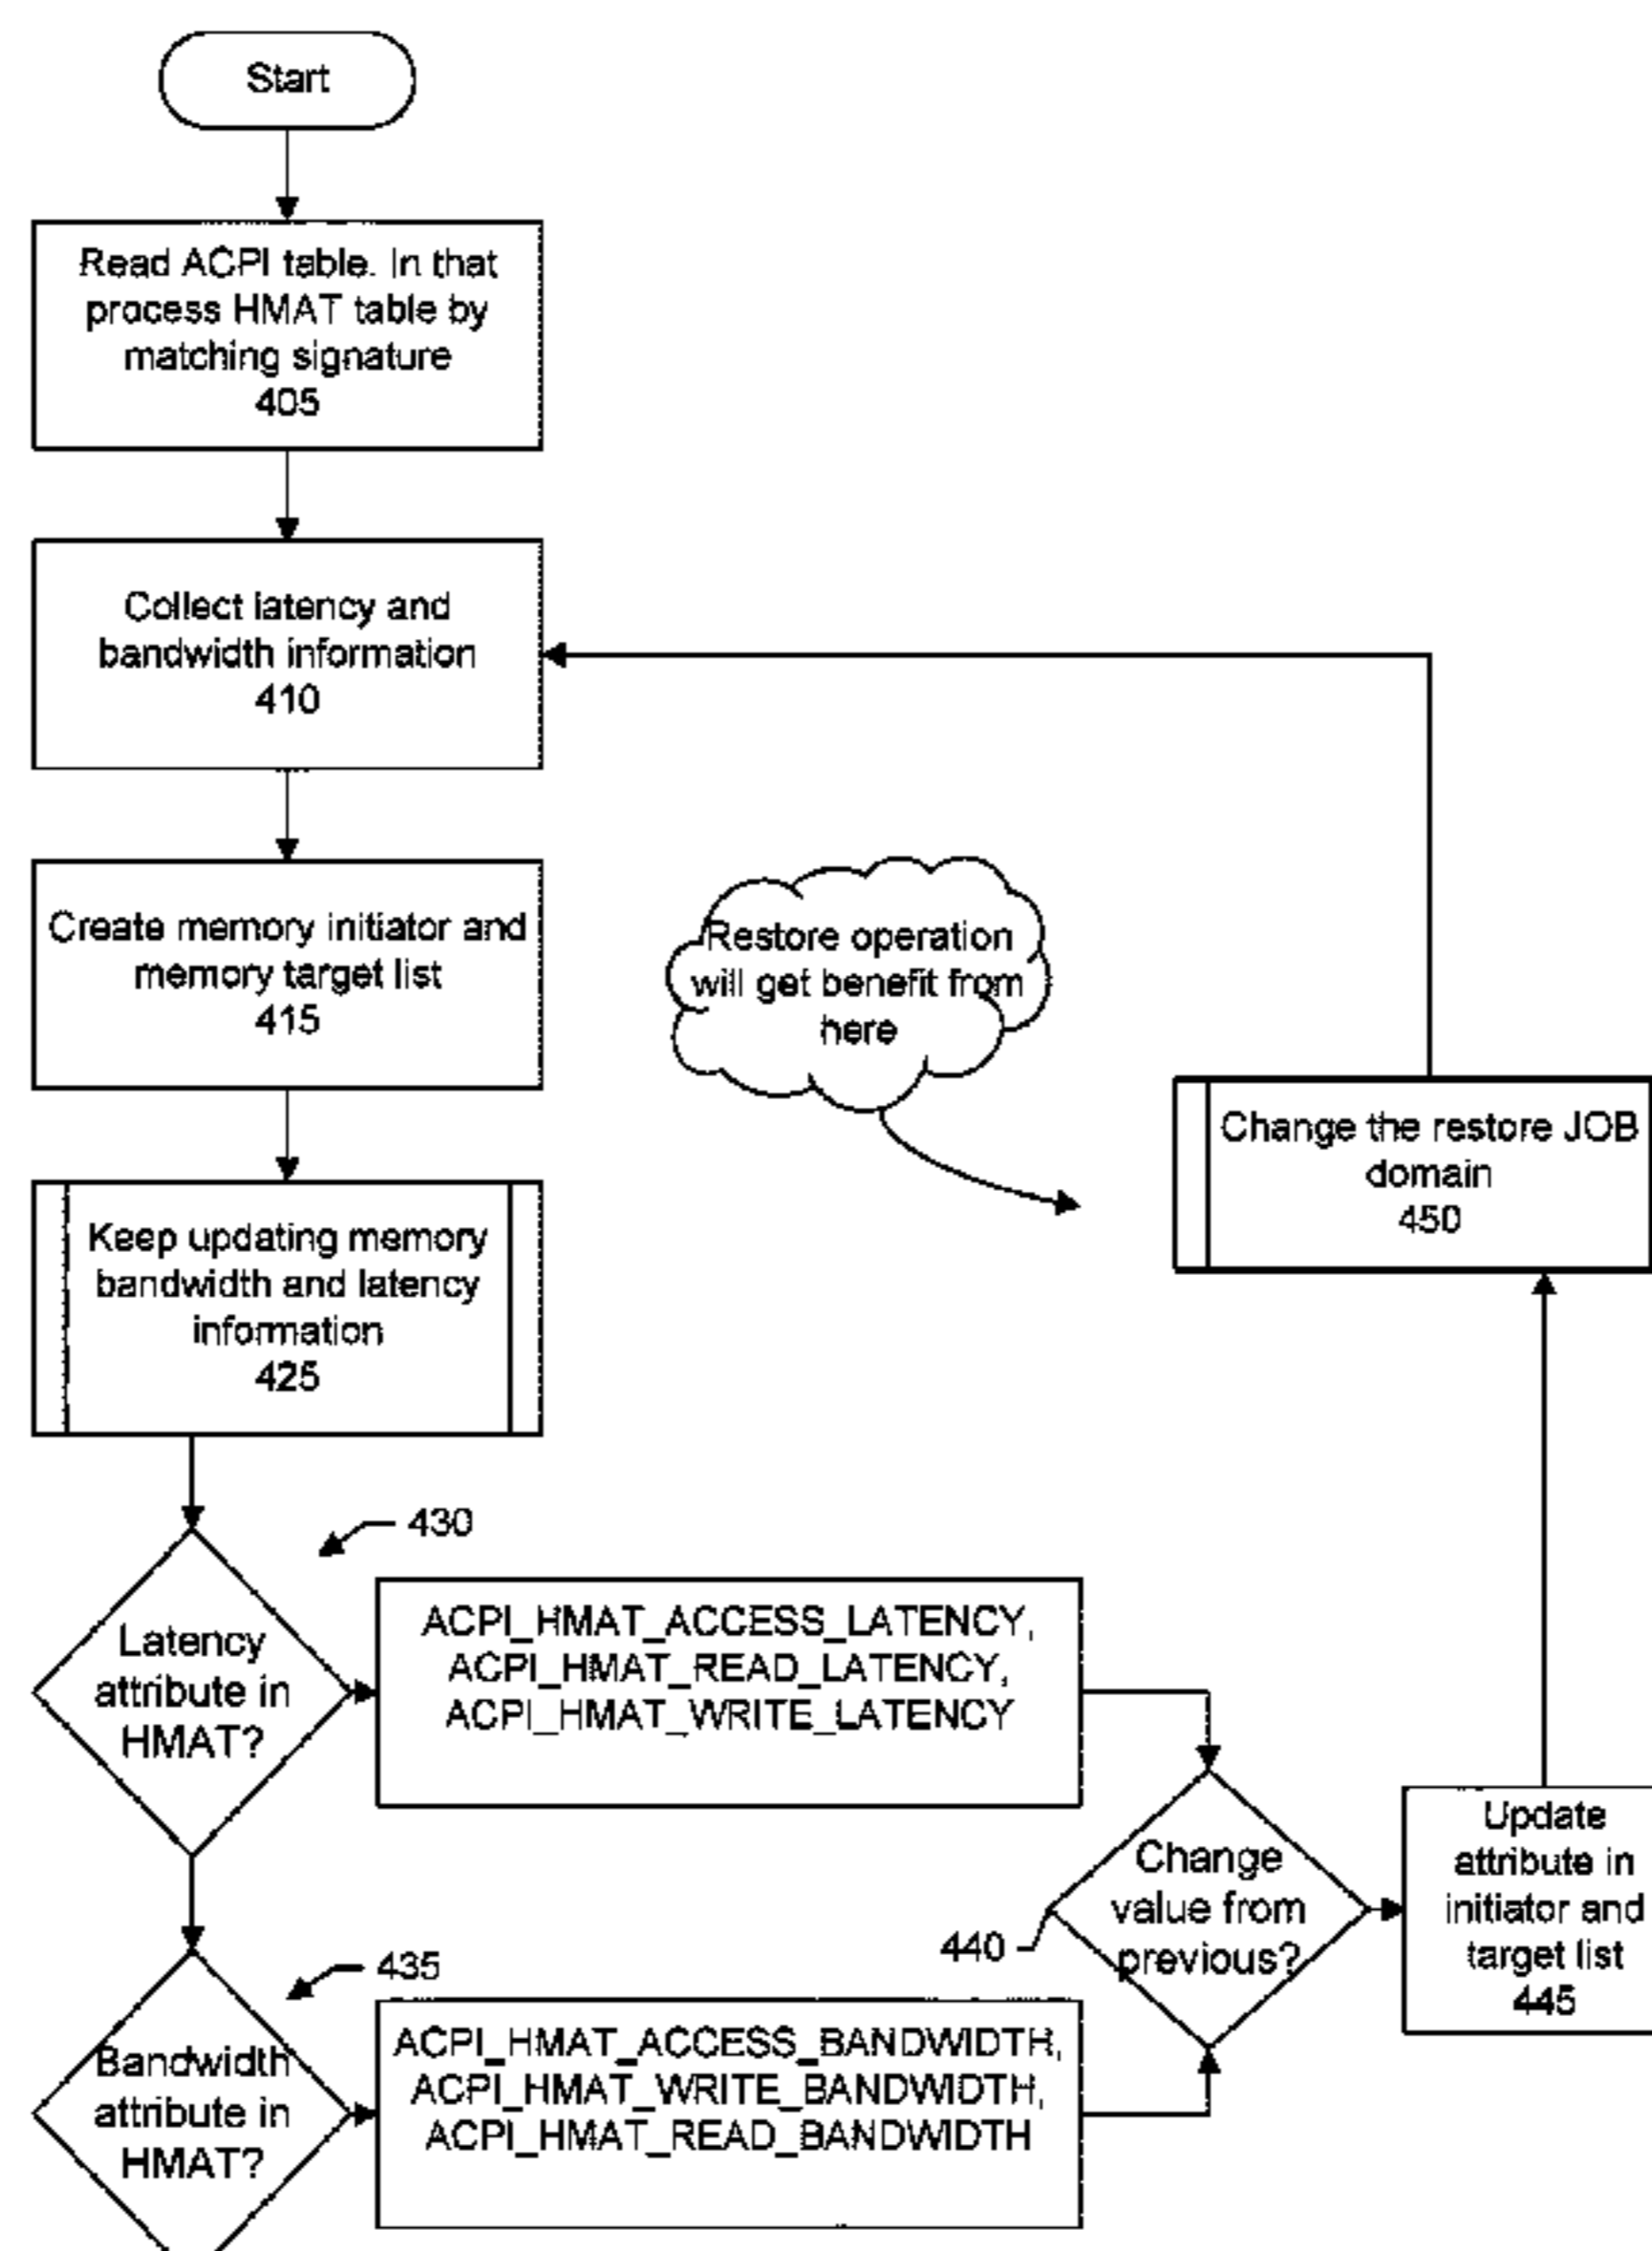 Start
Read ACPI table. In that
process HMAT table by
matching signature
405
Collect latency and
bandwidth information
410
Create memory initiator and
memory target list
415
Restore operation
will get benefit from
here
Change the restore JOB
domain
450
Keep updating memory
bandwidth and latency
information
425
430
Latency
attribute in
HMAT?
ACPI_HMAT_ACCESS_LATENCY,
ACPI_HMAT_READ_LATENCY,
ACPI_HMAT_WRITE_LATENCY
Change
value from
previous?
440
Update
attribute in
initiator and
target list
445
435
Bandwidth
attribute in
HMAT?
ACPI_HMAT_ACCESS_BANDWIDTH,
ACPI_HMAT_WRITE_BANDWIDTH,
ACPI_HMAT_READ_BANDWIDTH